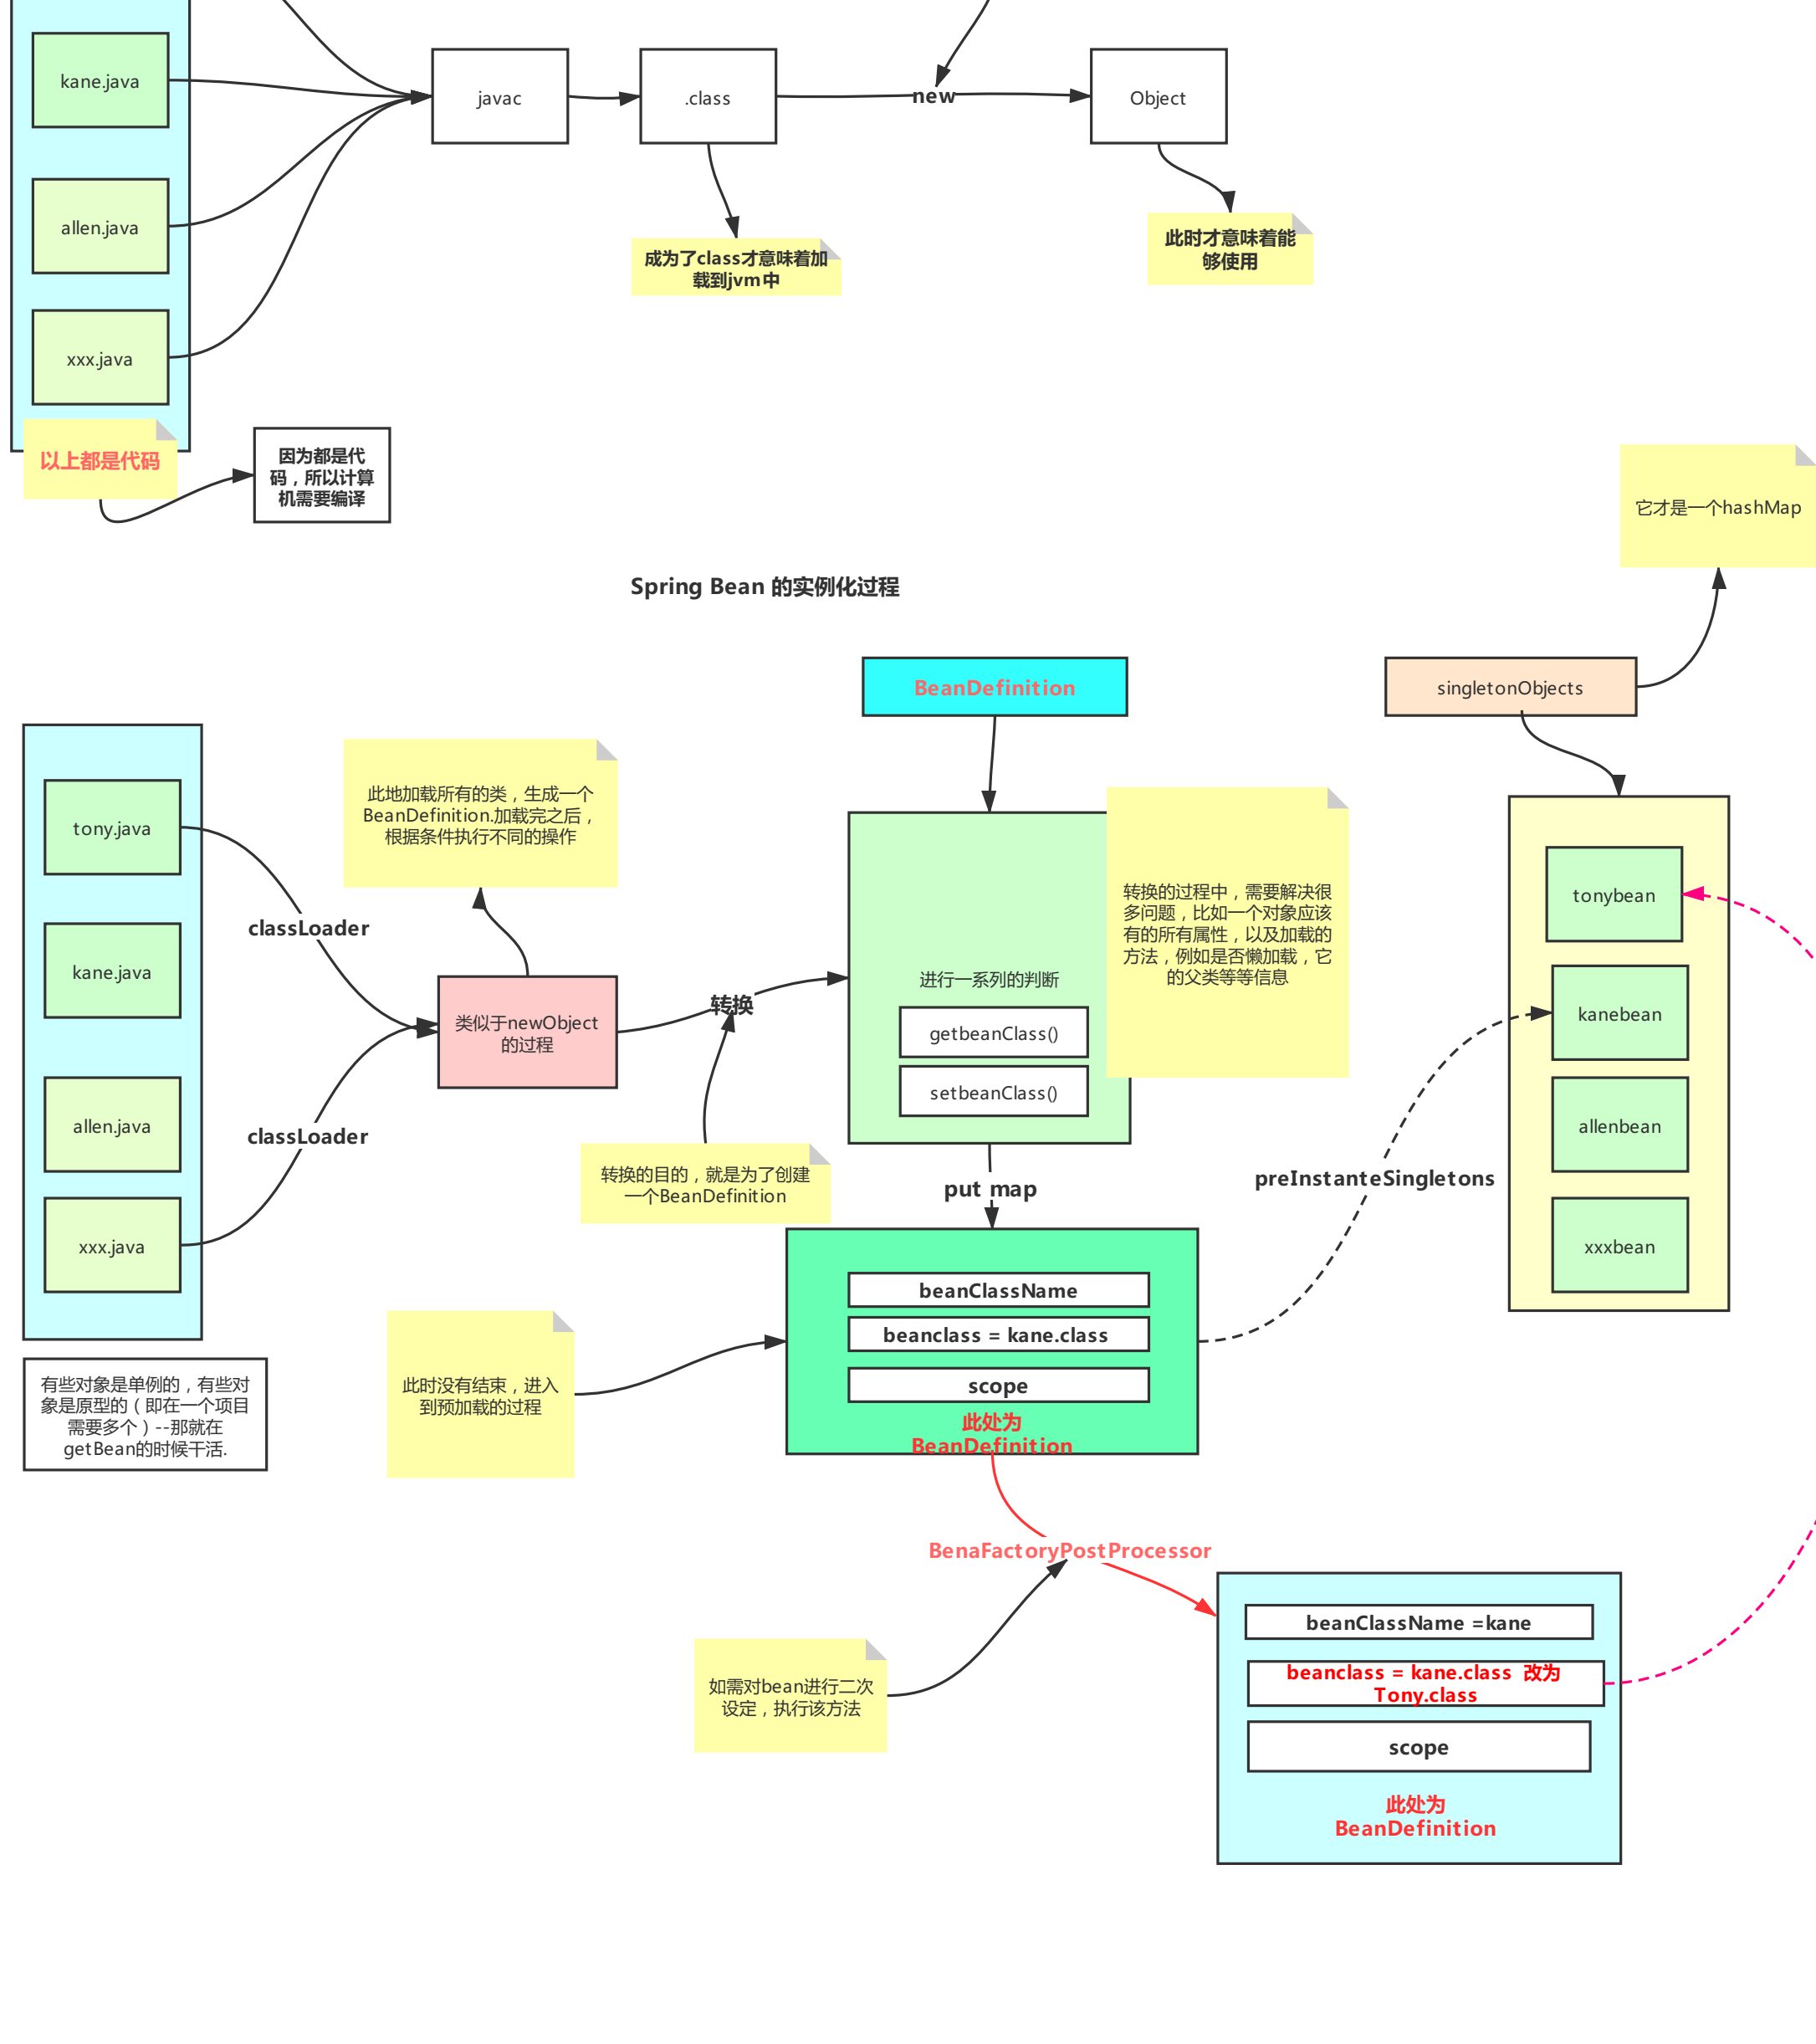 kane.java
javac
.class
new
Object
allen.java
成为了class才意味着加
载到jvm中
此时才意味着能
够使用
xxx.java
以上都是代码
因为都是代
码，所以计算
机需要编译
它才是一个hashMap
Spring Bean 的实例化过程
BeanDefinition
singletonObjects
tony.java
kane.java
allen.java
xxx.java
classLoader
classLoader
此地加载所有的类，生成一个
BeanDefinition.加载完之后，
根据条件执行不同的操作
类似于newObject
的过程
转换
转换的目的，就是为了创建
一个BeanDefinition
进行一系列的判断
getbeanClass()
setbeanClass()
转换的过程中，需要解决很
多问题，比如一个对象应该
有的所有属性，以及加载的
方法，例如是否懒加载，它
的父类等等信息
put map
preInstanteSingletons
tonybean
kanebean
allenbean
xxxbean
有些对象是单例的，有些对
象是原型的（即在一个项目
需要多个）--那就在
getBean的时候干活.
此时没有结束，进入
到预加载的过程
beanClassName
beanclass = kane.class
scope
此处为
BeanDefinition
BenaFactoryPostProcessor
如需对bean进行二次
设定，执行该方法
beanClassName =kane
beanclass = kane.class 改为
Tony.class
scope
此处为
BeanDefinition